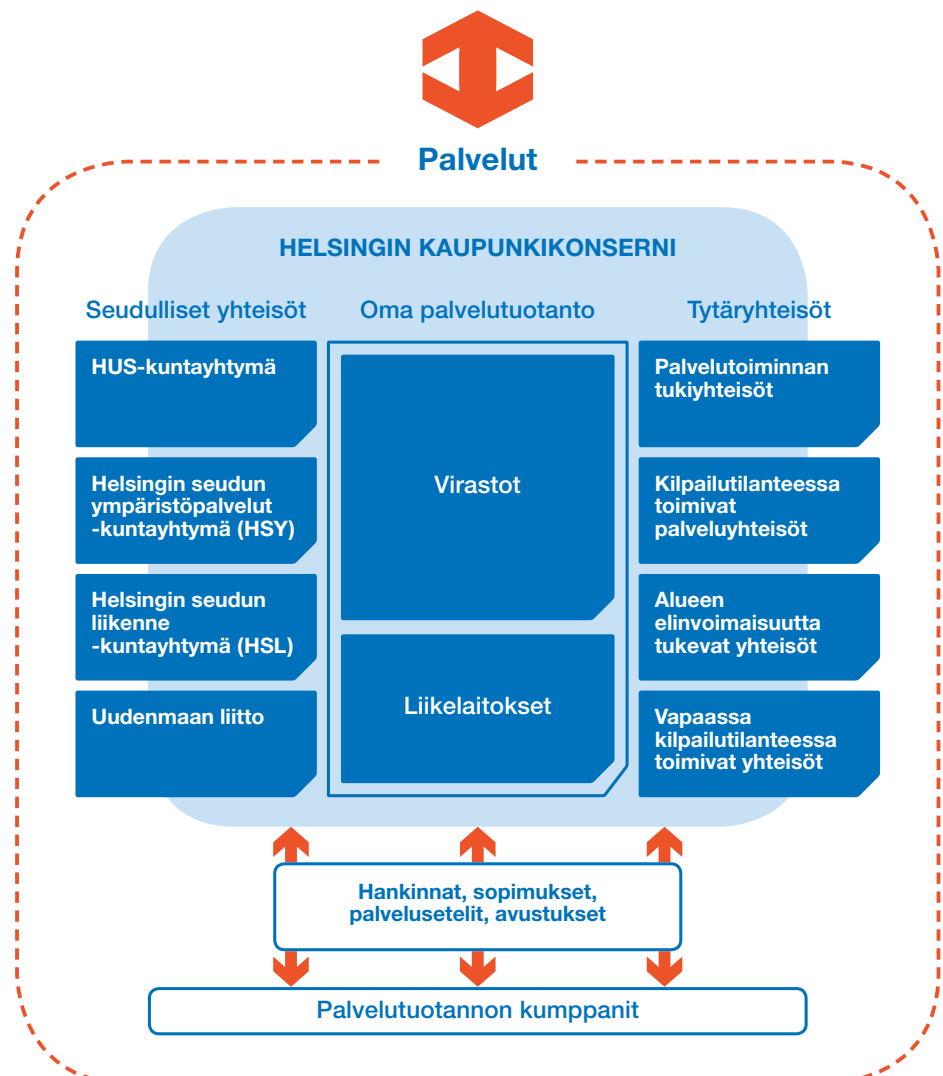 Palvelut
HELSINGIN KAUPUNKIKONSERNI
Seudulliset yhteisöt
HUS-kuntayhtymä
Helsingin seudun
ympäristöpalvelut
-kuntayhtymä (HSY)
Helsingin seudun
liikenne
-kuntayhtymä (HSL)
Uudenmaan liitto
Oma palvelutuotanto
Virastot
Liikelaitokset
Tytäryhteisöt
Palvelutoiminnan
tukiyhteisöt
Kilpailutilanteessa
toimivat
palveluyhteisöt
Alueen
elinvoimaisuutta
tukevat yhteisöt
Vapaassa
kilpailutilanteessa
toimivat yhteisöt
Hankinnat, sopimukset,
palvelusetelit, avustukset
Palvelutuotannon kumppanit